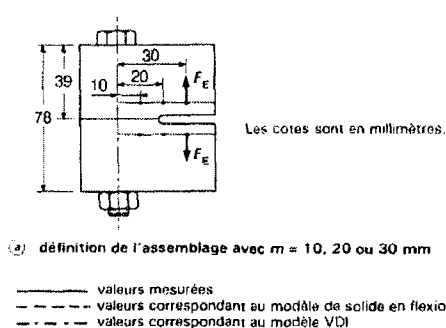 30
39
20
F_E
10
78
Les cotes sont en millimètres.
F_E
a définition de l'assemblage avec m = 10, 20 ou 30 mm
valeurs mesurées
valeurs correspondant au modèle de solide en flexio
valeurs correspondant au modèle VDI